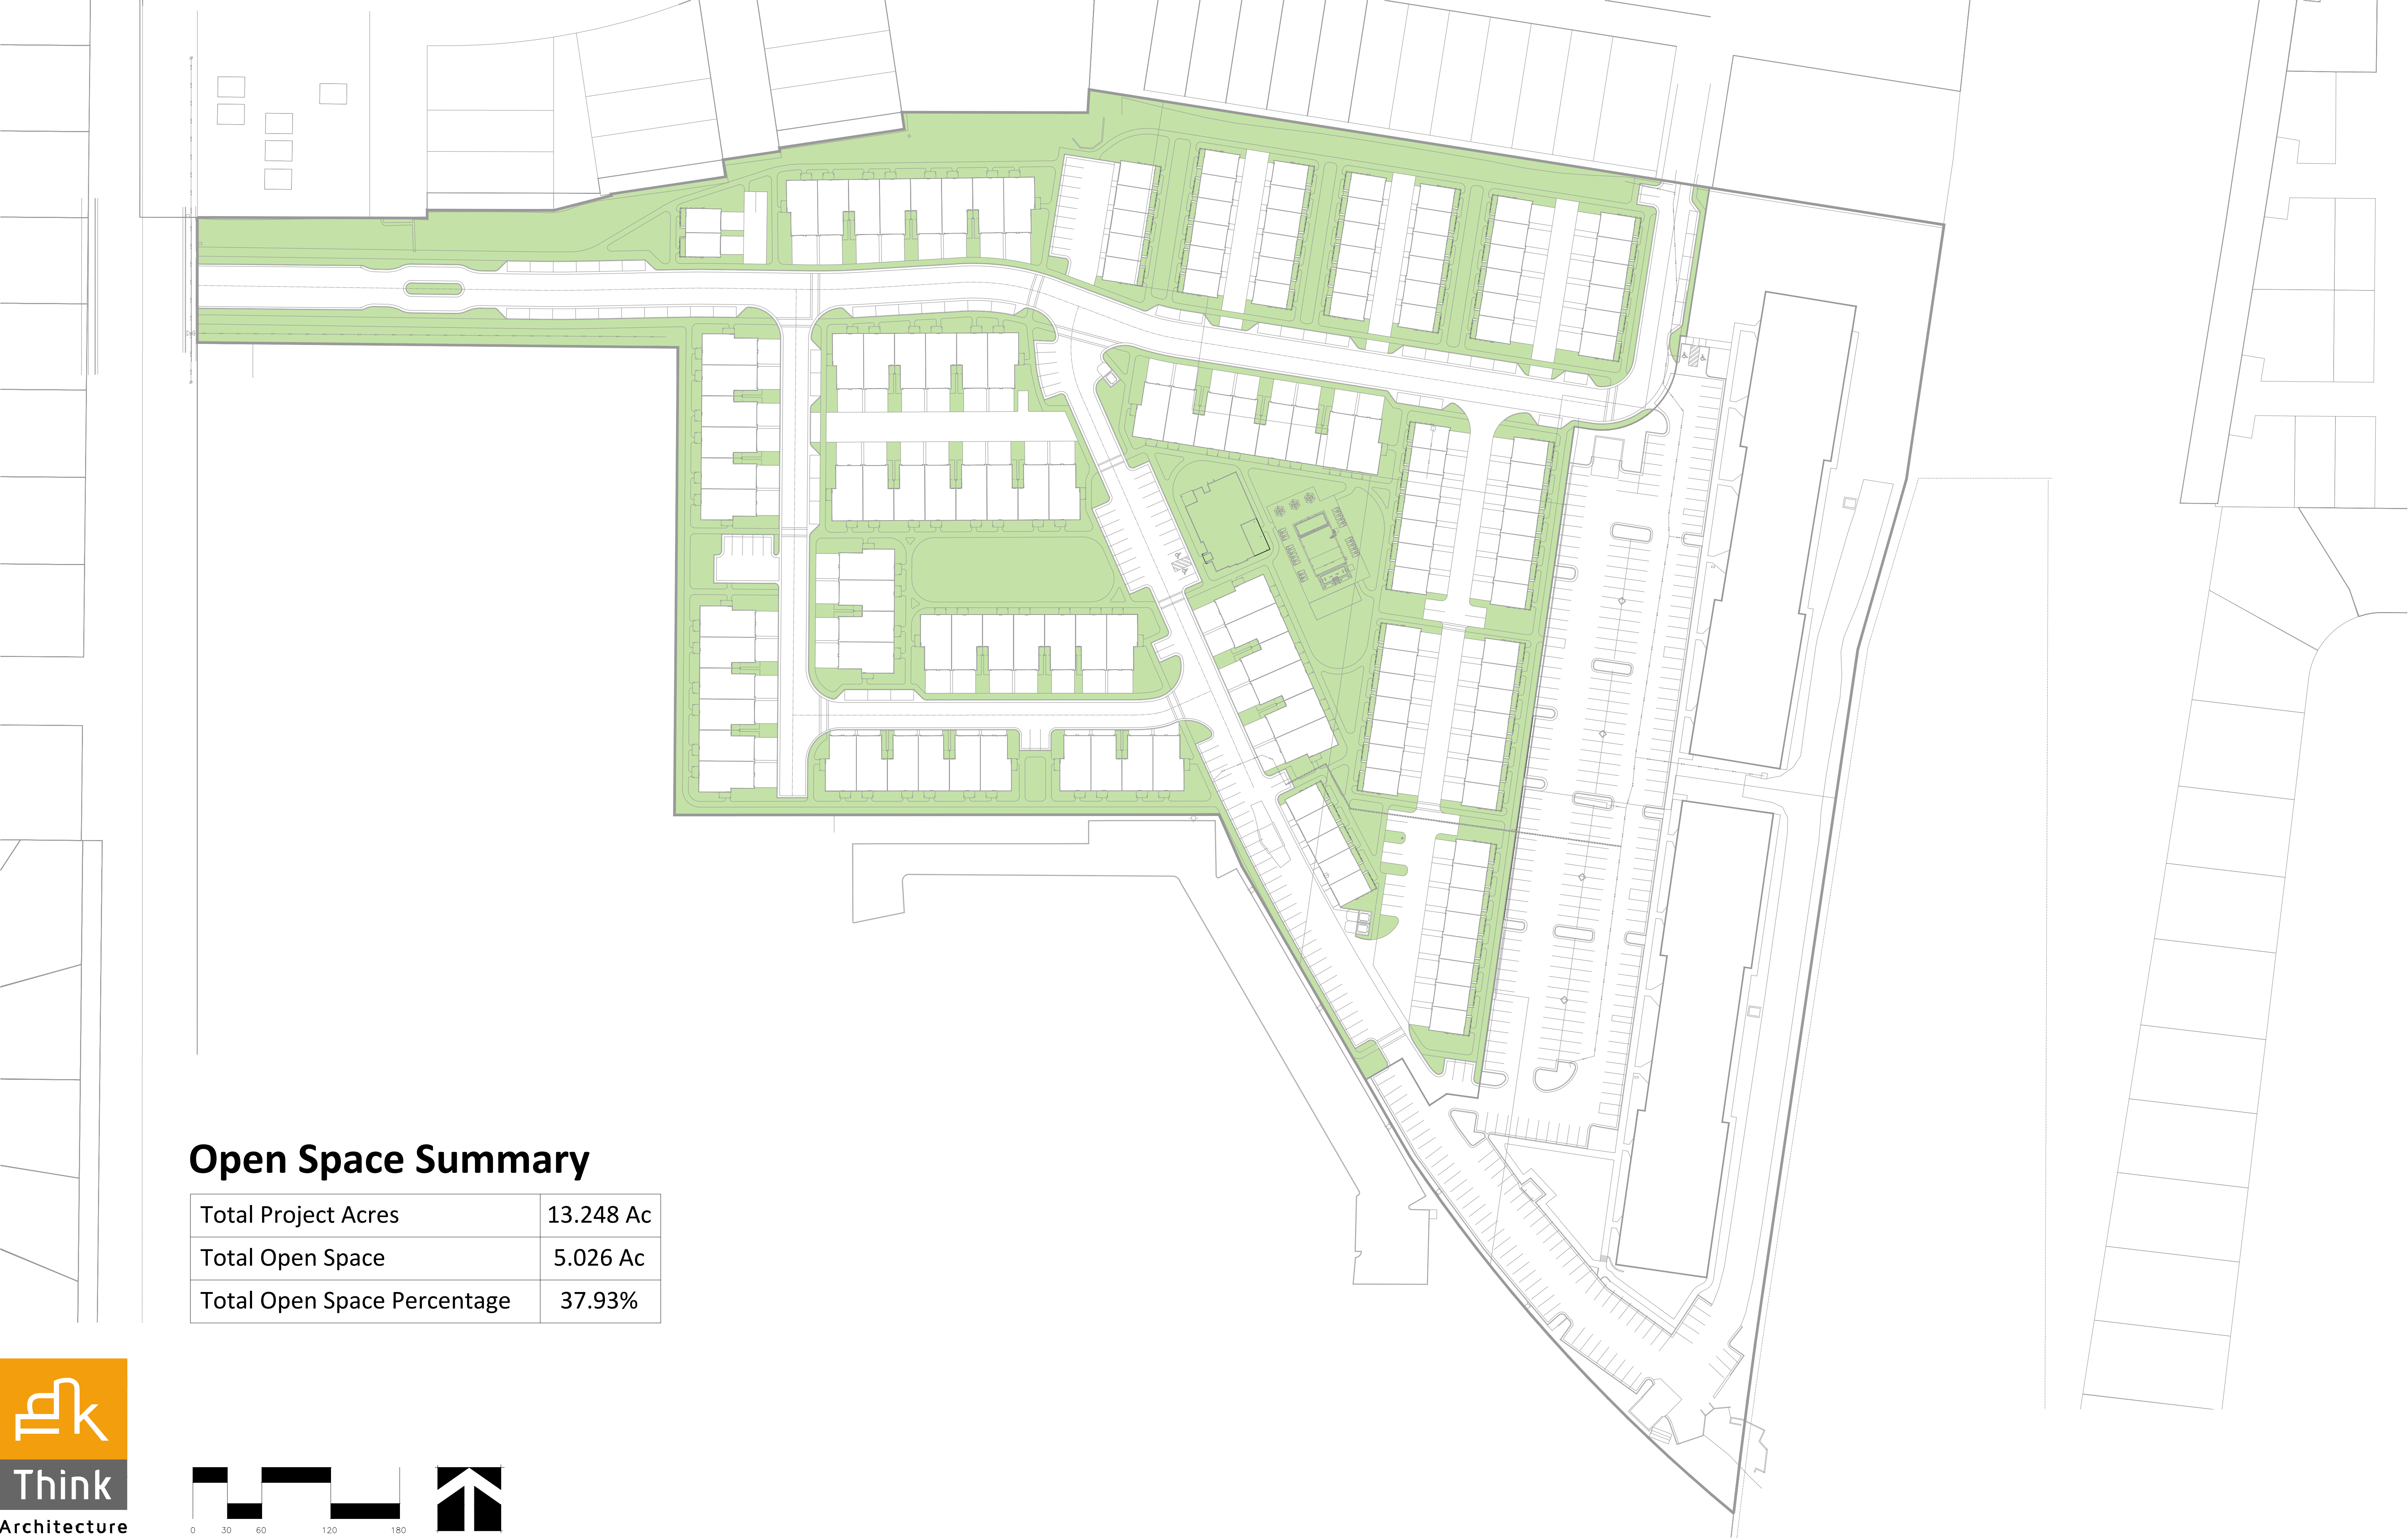 Open Space Summary
Total Project Acres 13.248 Ac
Total Open Space 5.026 Ac
Total Open Space Percentage 37.93%
Think
Architecture
0 30 60 120 180